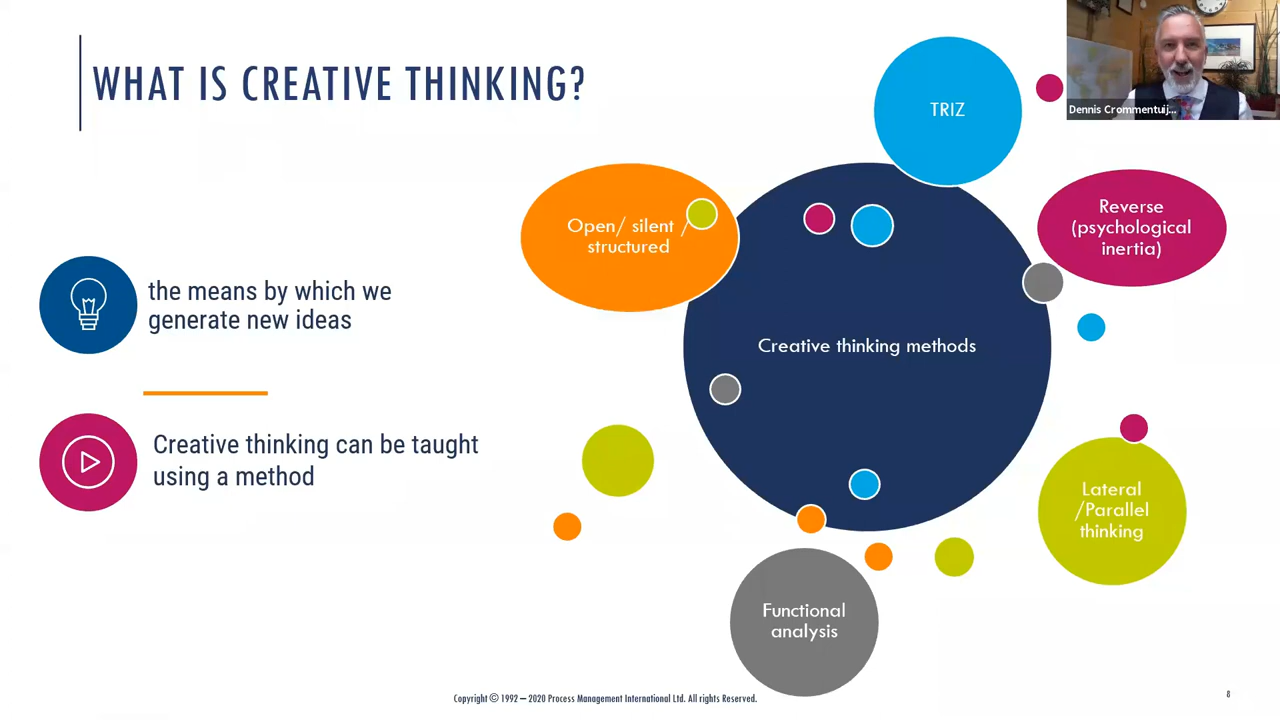 WHAT IS CREATIVE THINKING?
Dennis Crommentuij...
TRIZ
Open/ silent /
structured
Reverse
(psychological
inertia)
the means by which we
generate new ideas
Creative thinking methods
Creative thinking can be taught
using a method
Lateral
/Parallel
thinking
Functional
analysis
Copyright © 1992 – 2020 Process Management International Ltd. All rights Reserved.
8